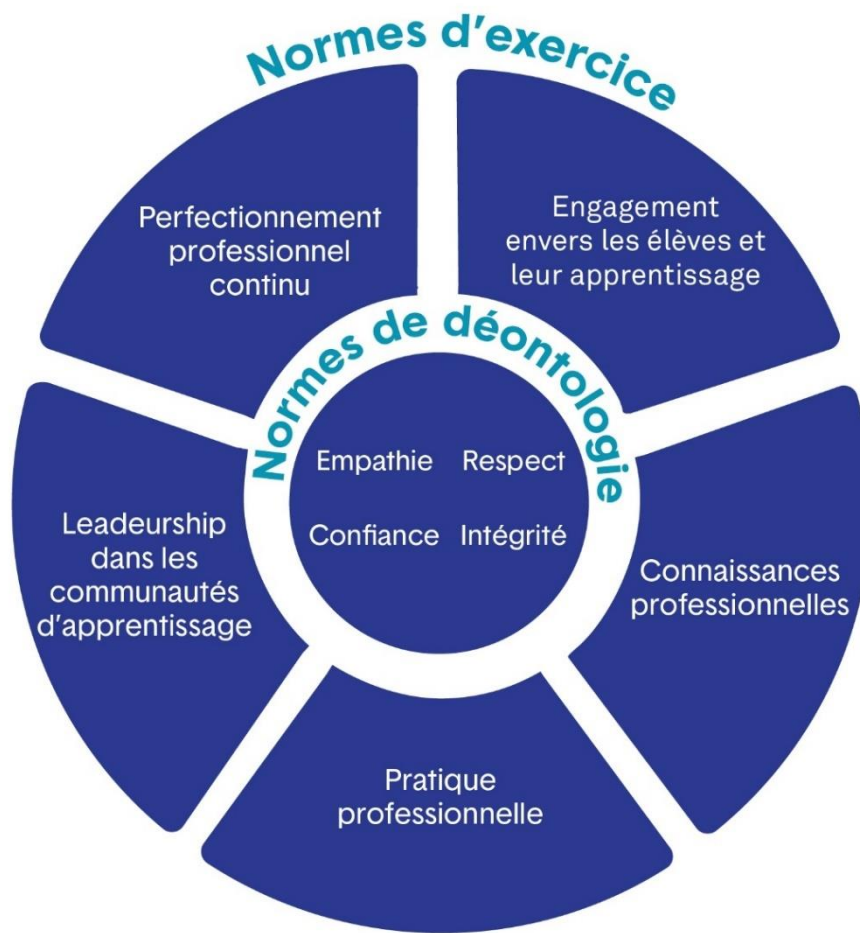 Normes d'exercice
Perfectionnement
professionnel
continu
Engagement
envers les élèves et
leur apprentissage
Normes de déontologie
Empathie Respect
Confiance Intégrité
Leadeurship
dans les
communautés
d'apprentissage
Connaissances
professionnelles
Pratique
professionnelle